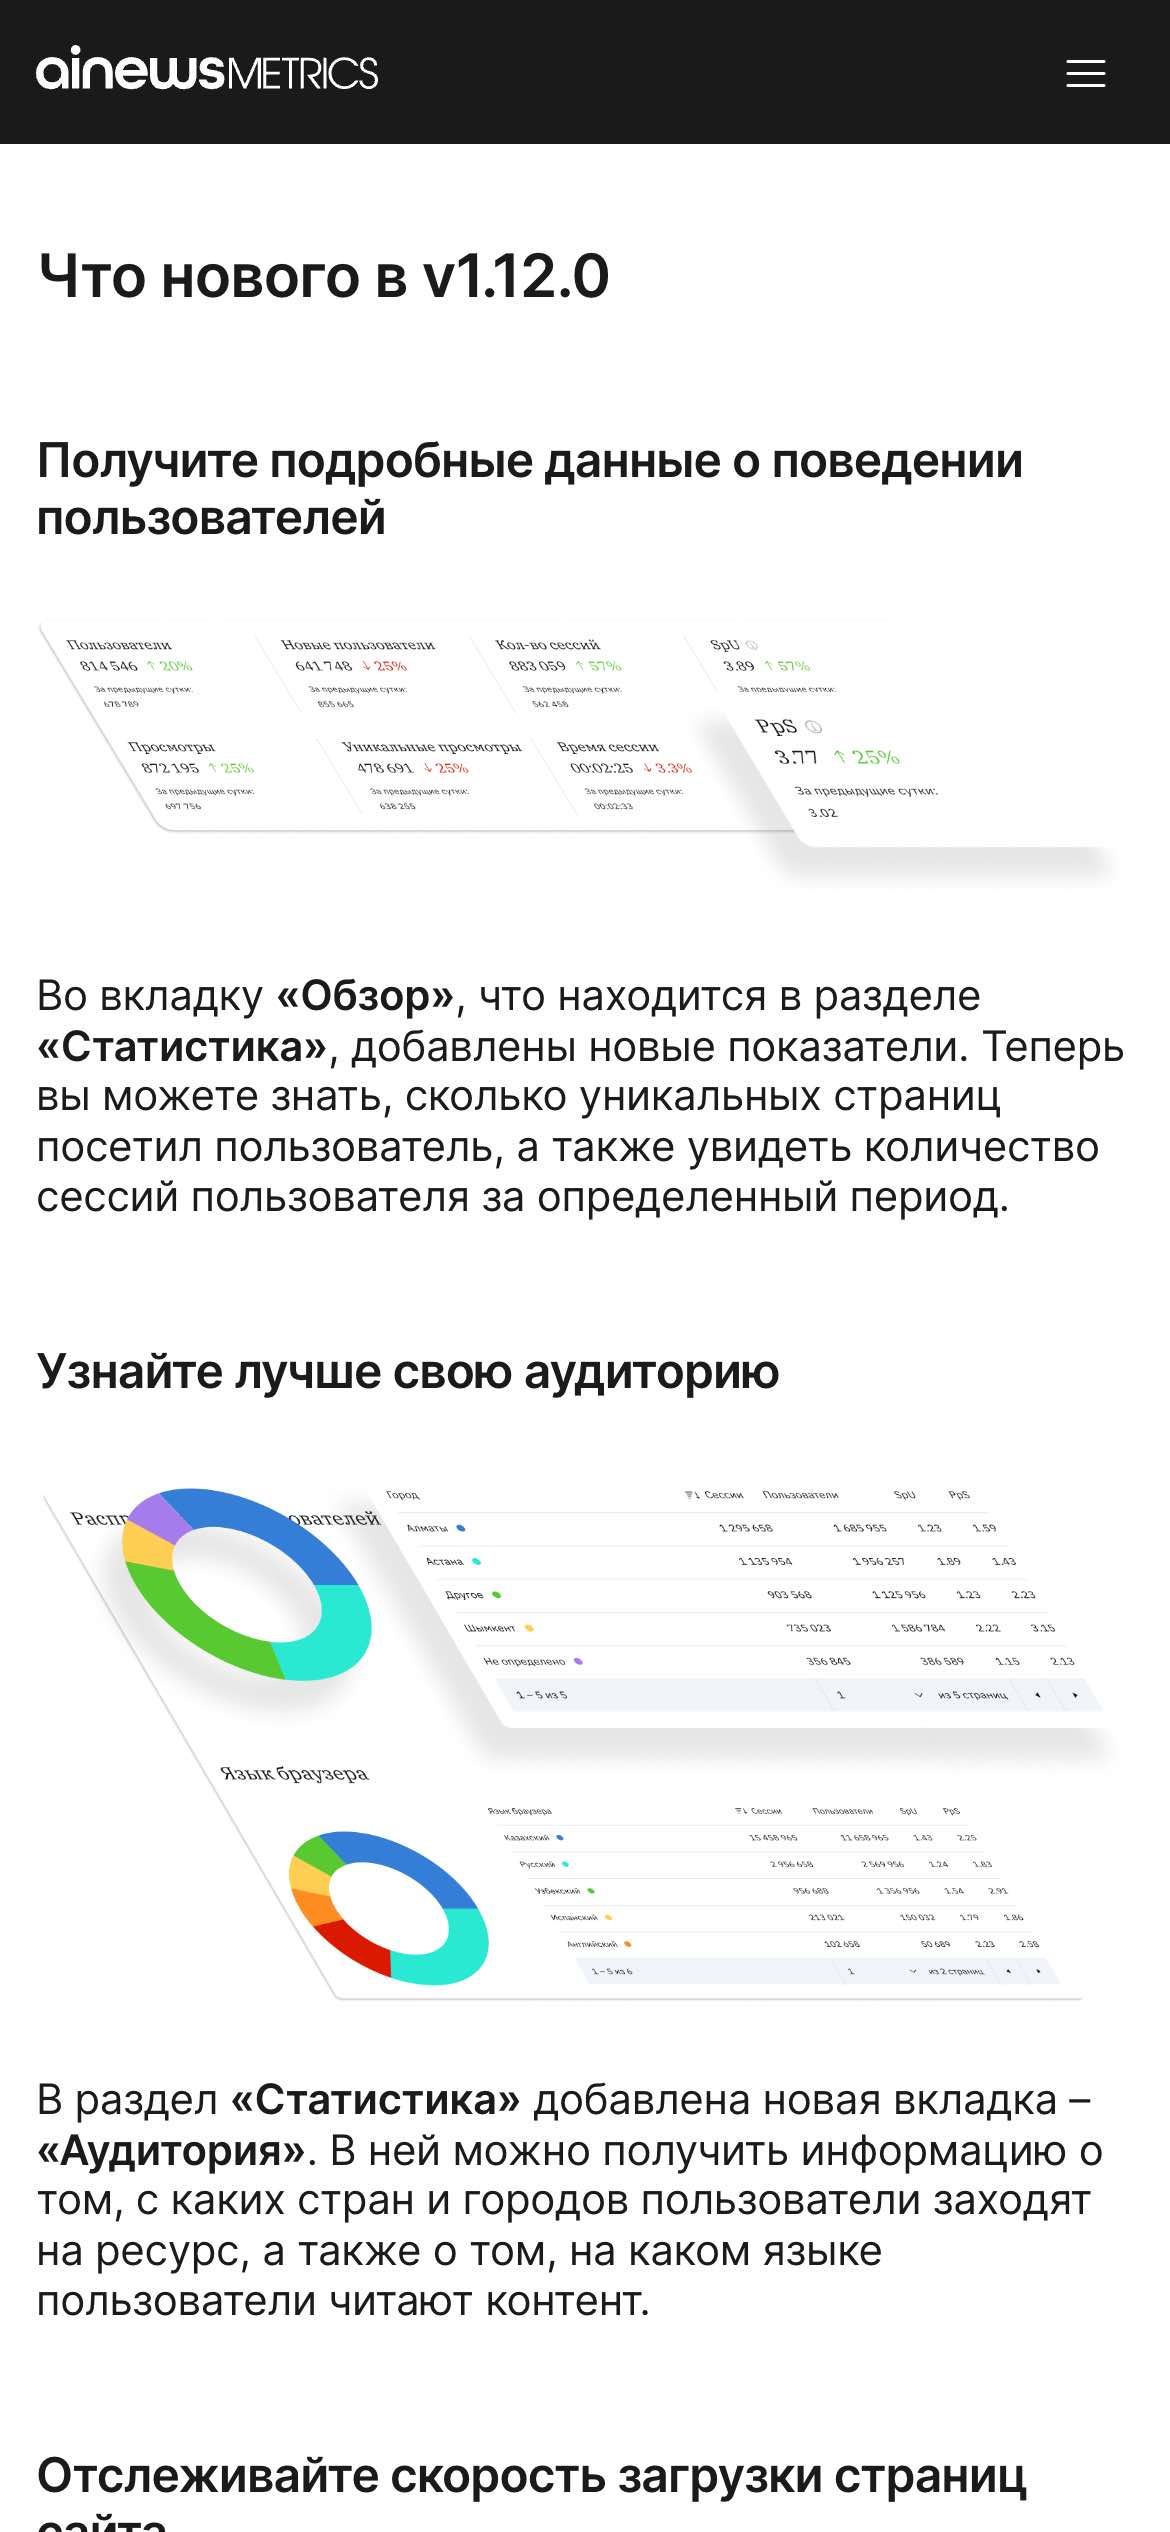 ainewsMETRICS
Что нового в v1.12.0
Получите подробные данные о поведении
пользователей
Пользователи
814 546 ↑ 20%
За предыдущие сутки:
678 789
Новые пользователи
641 748 ↓ 25%
За предыдущие сутки:
855 665
Кол-во сессий
883 059 ↑ 57%
За предыдущие сутки:
562 458
SpU
3.89 ↑ 57%
За предыдущие сутки:
Просмотры
872 195 ↑ 25%
За предыдущие сутки:
697 756
Уникальные просмотры
478 691 ↓ 25%
За предыдущие сутки:
638 255
Время сессии
00:02:25 ↓ 3.3%
За предыдущие сутки:
00:02:33
PpS
3.77 ↑ 25%
За предыдущие сутки:
3.02
Во вкладку «Обзор», что находится в разделе
«Статистика», добавлены новые показатели. Теперь
вы можете знать, сколько уникальных страниц
посетил пользователь, а также увидеть количество
сессий пользователя за определенный период.
Узнайте лучше свою аудиторию
Город Сессии Пользователи SpU PpS
Алматы 1 295 658 1 685 955 1.23 1.59
Астана 1 135 954 1 956 257 1.89 1.43
Другое 903 568 1 125 956 1.23 2.23
Шымкент 735 023 1 586 784 2.22 3.15
Не определено 356 845 386 589 1.15 2.13
1 – 5 из 5 1 из 5 страниц
Язык браузера
Язык браузера Сессии Пользователи SpU PpS
Казахский 15 458 965 11 658 965 1.43 2.25
Русский 2 956 658 2 569 956 1.24 1.83
Узбекский 956 688 1 356 956 1.54 2.91
Испанский 213 021 150 032 1.79 1.86
Английский 102 658 50 689 2.23 2.58
1 – 5 из 6 1 из 2 страниц
В раздел «Статистика» добавлена новая вкладка –
«Аудитория». В ней можно получить информацию о
том, с каких стран и городов пользователи заходят
на ресурс, а также о том, на каком языке
пользователи читают контент.
Отслеживайте скорость загрузки страниц
сайта